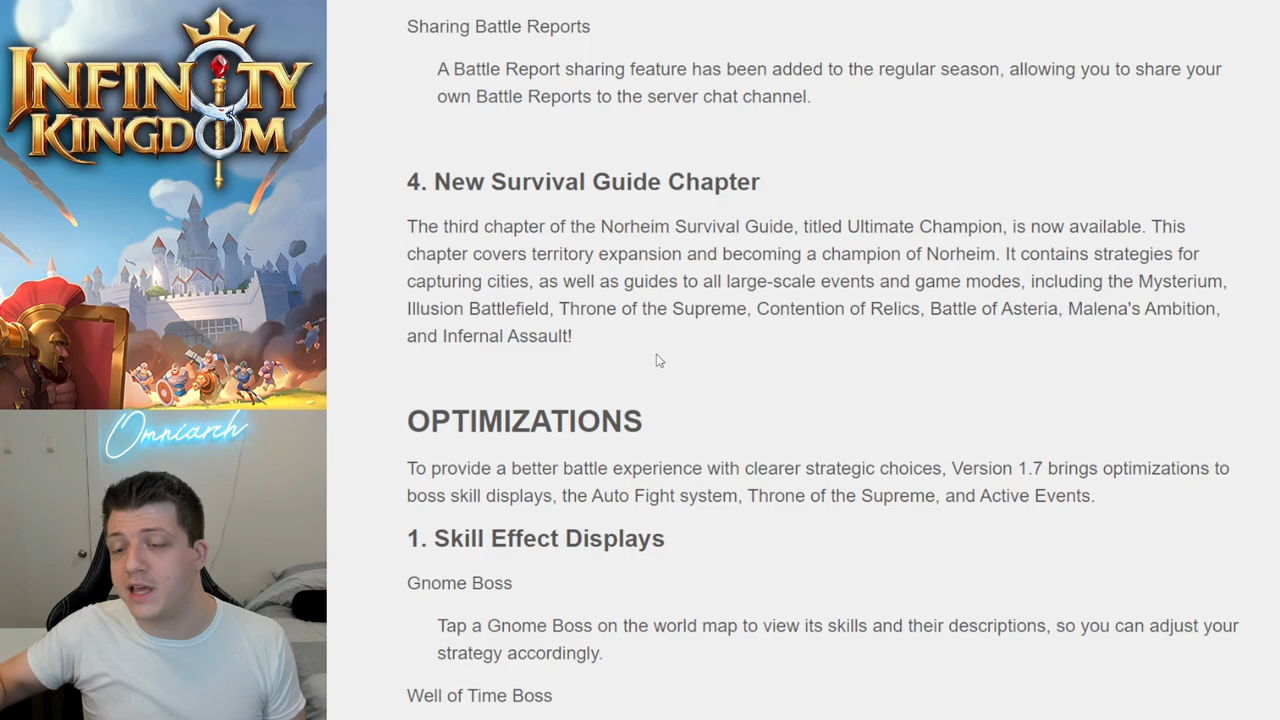 INFINITY
KINGDOM
Omniarch
Sharing Battle Reports
A Battle Report sharing feature has been added to the regular season, allowing you to share your
own Battle Reports to the server chat channel.
4. New Survival Guide Chapter
The third chapter of the Norheim Survival Guide, titled Ultimate Champion, is now available. This
chapter covers territory expansion and becoming a champion of Norheim. It contains strategies for
capturing cities, as well as guides to all large-scale events and game modes, including the Mysterium,
Illusion Battlefield, Throne of the Supreme, Contention of Relics, Battle of Asteria, Malena's Ambition,
and Infernal Assault!
OPTIMIZATIONS
To provide a better battle experience with clearer strategic choices, Version 1.7 brings optimizations to
boss skill displays, the Auto Fight system, Throne of the Supreme, and Active Events.
1. Skill Effect Displays
Gnome Boss
Tap a Gnome Boss on the world map to view its skills and their descriptions, so you can adjust your
strategy accordingly.
Well of Time Boss